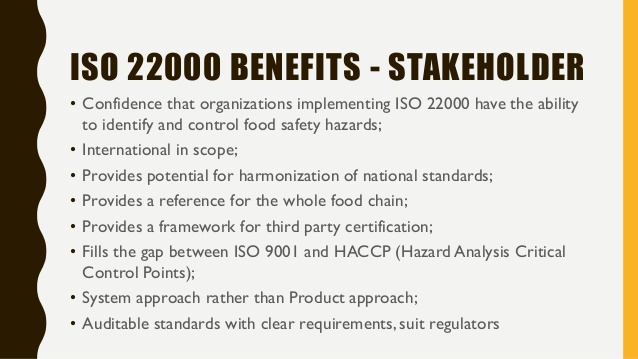 ISO 22000 BENEFITS - STAKEHOLDER
• Confidence that organizations implementing ISO 22000 have the ability
to identify and control food safety hazards;
• International in scope;
• Provides potential for harmonization of national standards;
• Provides a reference for the whole food chain;
• Provides a framework for third party certification;
• Fills the gap between ISO 9001 and HACCP (Hazard Analysis Critical
Control Points);
• System approach rather than Product approach;
• Auditable standards with clear requirements, suit regulators